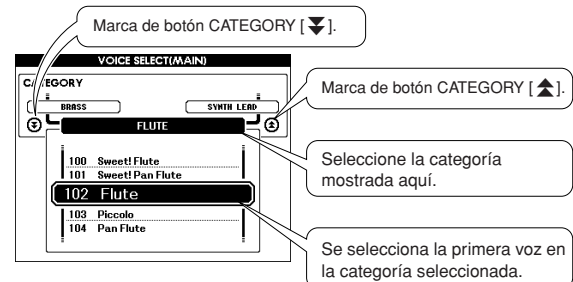 Marca de botón CATEGORY [ ].
VOICE SELECT(MAIN)
CATEGORY
Marca de botón CATEGORY [ ].
BRASS
SYNTH LEAD
FLUTE
Seleccione la categoría
mostrada aquí.
100 Sweet! Flute
101 Sweet! Pan Flute
102 Flute
103 Piccolo
104 Pan Flute
Se selecciona la primera voz en
la categoría seleccionada.